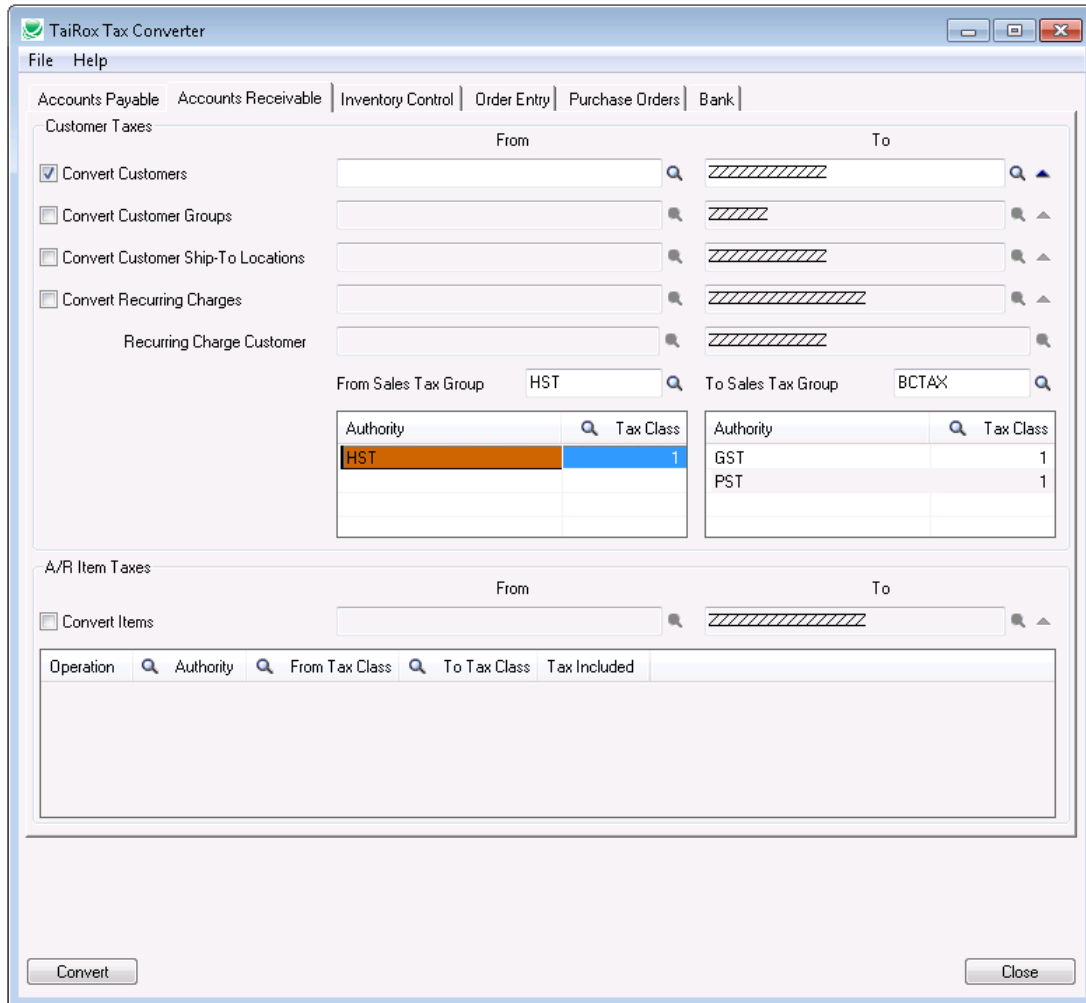 TaiRox Tax Converter
File Help
Accounts Payable Accounts Receivable Inventory Control Order Entry Purchase Orders Bank
Customer Taxes
From To
Convert Customers ZZZZZZZZZZZZ
Convert Customer Groups ZZZZZZ
Convert Customer Ship-To Locations ZZZZZZZZZZZZ
Convert Recurring Charges ZZZZZZZZZZZZZZZZ
Recurring Charge Customer ZZZZZZZZZZZZ
From Sales Tax Group HST To Sales Tax Group BCTAX
Authority Tax Class Authority Tax Class
HST 1 GST 1
PST 1
A/R Item Taxes
From To
Convert Items ZZZZZZZZZZZZZZZZ
Operation Authority From Tax Class To Tax Class Tax Included
Convert Close